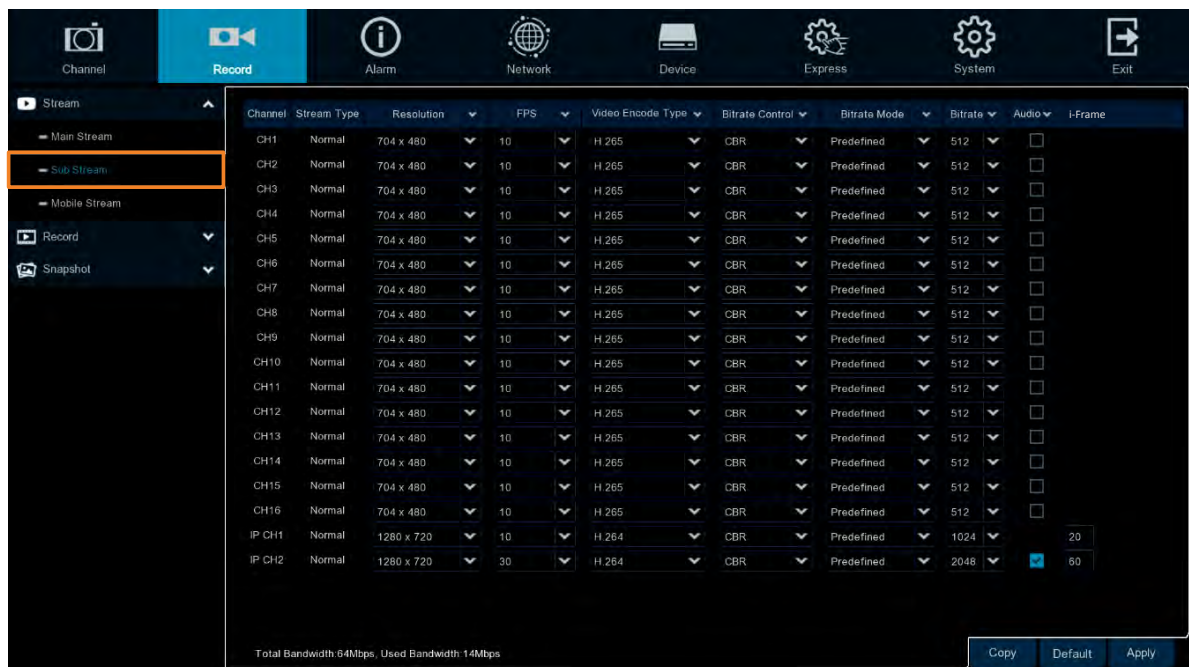 Channel Record Alarm Network Device Express System Exit
Stream
Main Stream
Sub Stream
Mobile Stream
Record
Snapshot
Channel Stream Type Resolution FPS Video Encode Type Bitrate Control Bitrate Mode Bitrate Audio i-Frame
CH1 Normal 704 x 480 10 H.265 CBR Predefined 512
CH2 Normal 704 x 480 10 H.265 CBR Predefined 512
CH3 Normal 704 x 480 10 H.265 CBR Predefined 512
CH4 Normal 704 x 480 10 H.265 CBR Predefined 512
CH5 Normal 704 x 480 10 H.265 CBR Predefined 512
CH6 Normal 704 x 480 10 H.265 CBR Predefined 512
CH7 Normal 704 x 480 10 H.265 CBR Predefined 512
CH8 Normal 704 x 480 10 H.265 CBR Predefined 512
CH9 Normal 704 x 480 10 H.265 CBR Predefined 512
CH10 Normal 704 x 480 10 H.265 CBR Predefined 512
CH11 Normal 704 x 480 10 H.265 CBR Predefined 512
CH12 Normal 704 x 480 10 H.265 CBR Predefined 512
CH13 Normal 704 x 480 10 H.265 CBR Predefined 512
CH14 Normal 704 x 480 10 H.265 CBR Predefined 512
CH15 Normal 704 x 480 10 H.265 CBR Predefined 512
CH16 Normal 704 x 480 10 H.265 CBR Predefined 512
IP CH1 Normal 1280 x 720 10 H.264 CBR Predefined 1024 20
IP CH2 Normal 1280 x 720 30 H.264 CBR Predefined 2048 60
Total Bandwidth:64Mbps, Used Bandwidth:14Mbps
Copy Default Apply